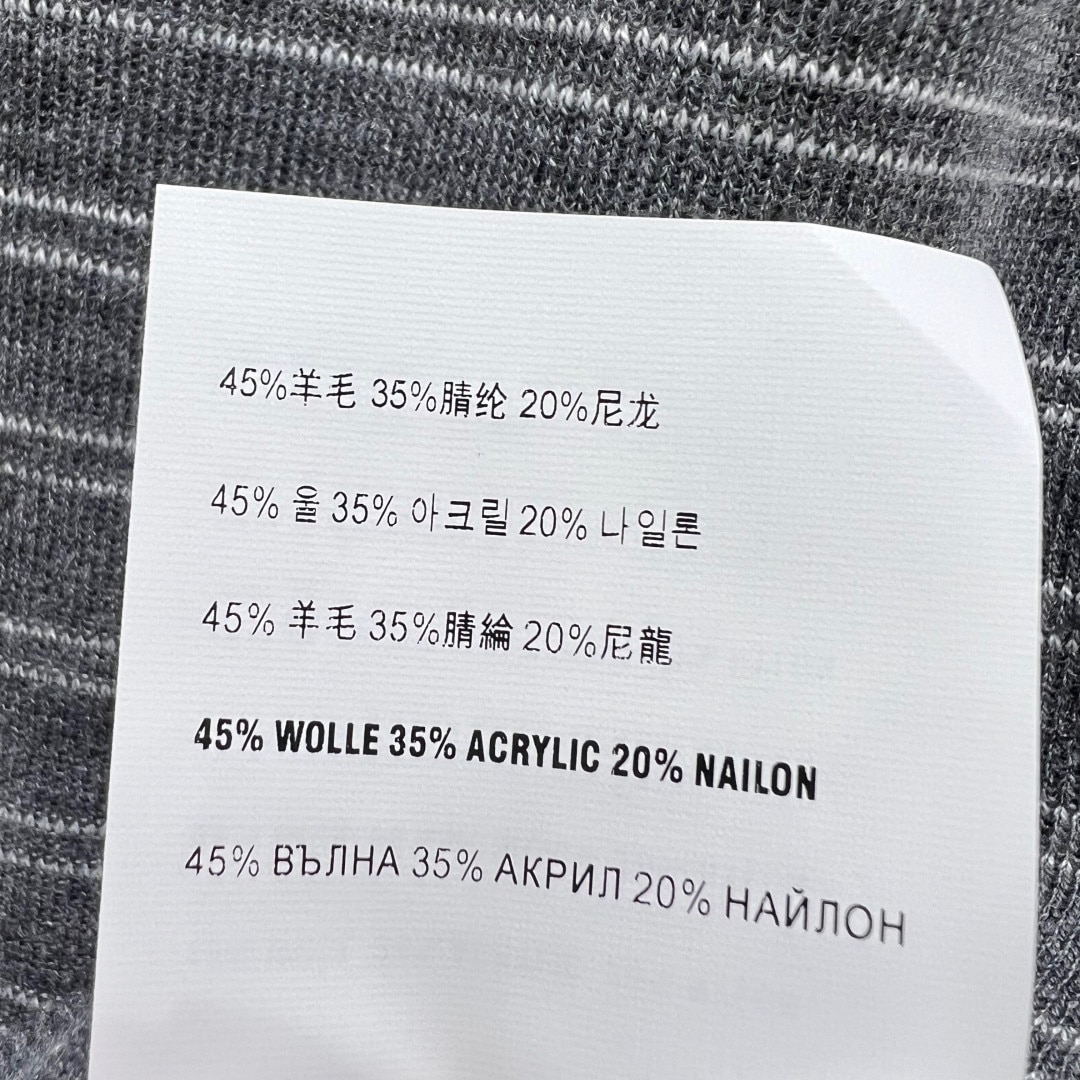 45%羊毛 35%腈纶 20%尼龙
45% 울 35% 아크릴 20% 나일론
45% 羊毛 35%腈綸 20%尼龍
45% WOLLE 35% ACRYLIC 20% NAILON
45% ВЪЛНА 35% АКРИЛ 20% НАЙЛОН